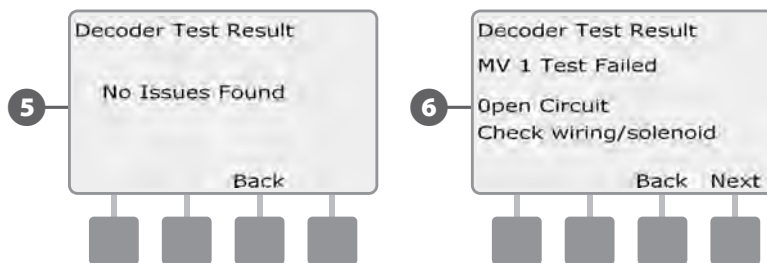 5
Decoder Test Result
No Issues Found
Back
6
Decoder Test Result
MV 1 Test Failed
Open Circuit
Check wiring/solenoid
Back Next